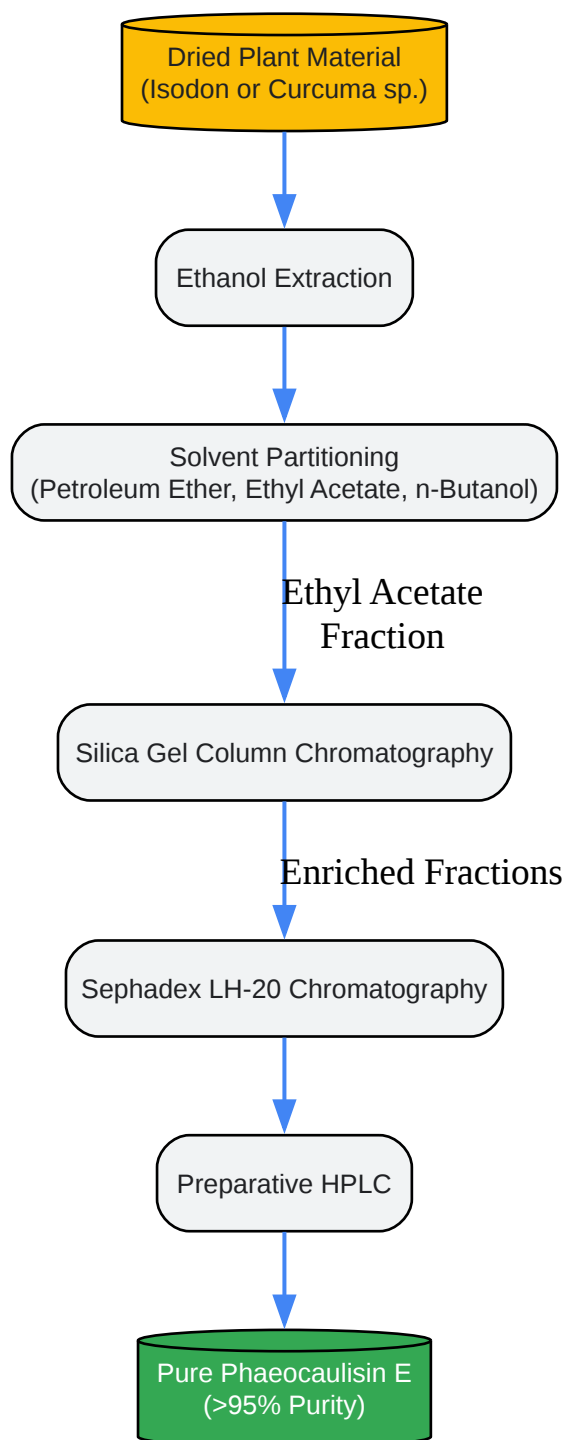 Dried Plant Material
(Isodon or Curcuma sp.)
Ethanol Extraction
Solvent Partitioning
(Petroleum Ether, Ethyl Acetate, n-Butanol)
Ethyl Acetate
Fraction
Silica Gel Column Chromatography
Enriched Fractions
Sephadex LH-20 Chromatography
Preparative HPLC
Pure Phaeocaulisin E
(>95% Purity)